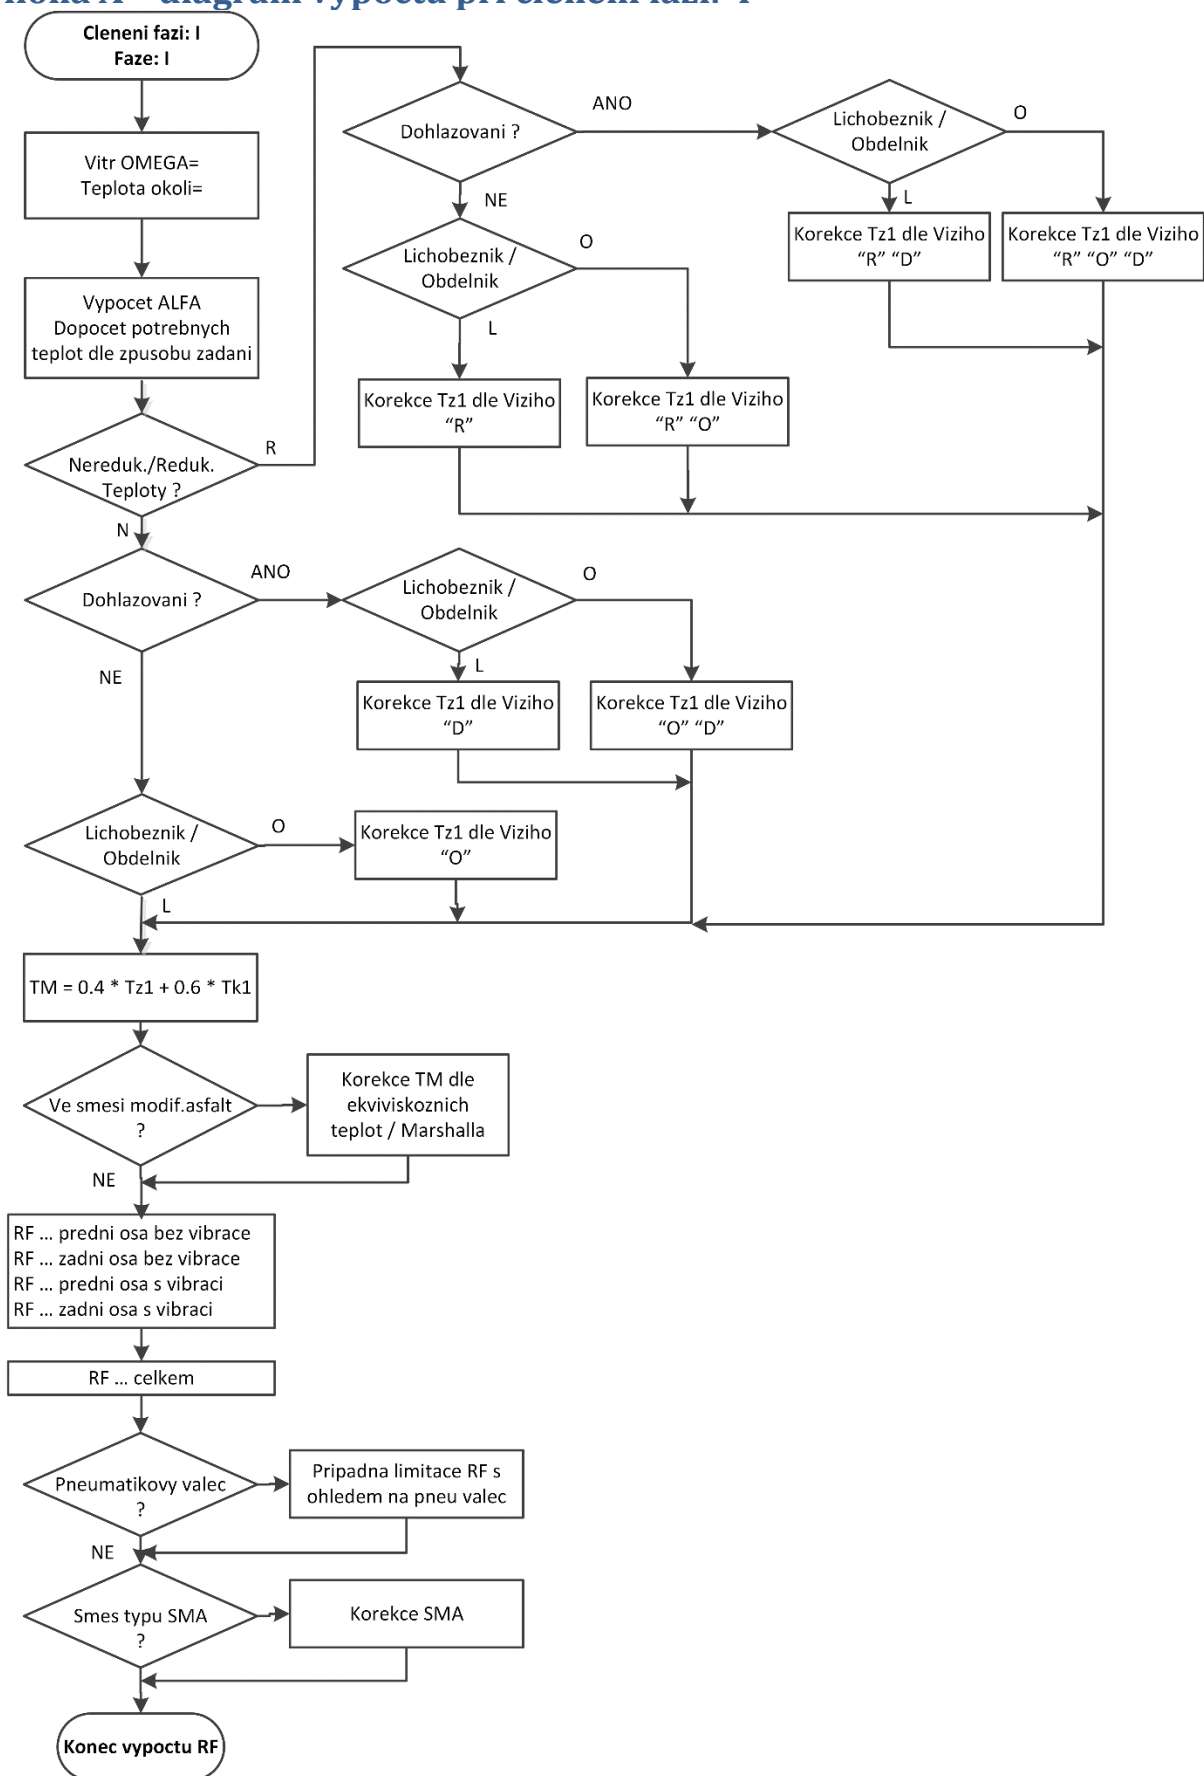 diagram vypoctu pri cleneni fazi:
Cleneni fazi: I
Faze: I
Vitr OMEGA=
Teplota okoli=
Vypocet ALFA
Dopocet potrebnych
teplot dle zpusobu zadani
Nereduk./Reduk.
Teploty ?
R
N
Dohlazovani ?
ANO
Lichobeznik /
Obdelnik
O
L
Korekce Tz1 dle Viziho
“R” “D”
Korekce Tz1 dle Viziho
“R” “O” “D”
NE
Lichobeznik /
Obdelnik
O
L
Korekce Tz1 dle Viziho
“R”
Korekce Tz1 dle Viziho
“R” “O”
Dohlazovani ?
ANO
Lichobeznik /
Obdelnik
O
L
Korekce Tz1 dle Viziho
“D”
Korekce Tz1 dle Viziho
“O” “D”
NE
Lichobeznik /
Obdelnik
O
Korekce Tz1 dle Viziho
“O”
L
TM = 0.4 * Tz1 + 0.6 * Tk1
Ve smesi modif.asfalt
?
Korekce TM dle
ekviviskoznich
teplot / Marshalla
NE
RF ... predni osa bez vibrace
RF ... zadni osa bez vibrace
RF ... predni osa s vibraci
RF ... zadni osa s vibraci
RF ... celkem
Pneumatikovy valec
?
Pripadna limitace RF s
ohledem na pneu valec
NE
Smes typu SMA
?
Korekce SMA
Konec vypoctu RF